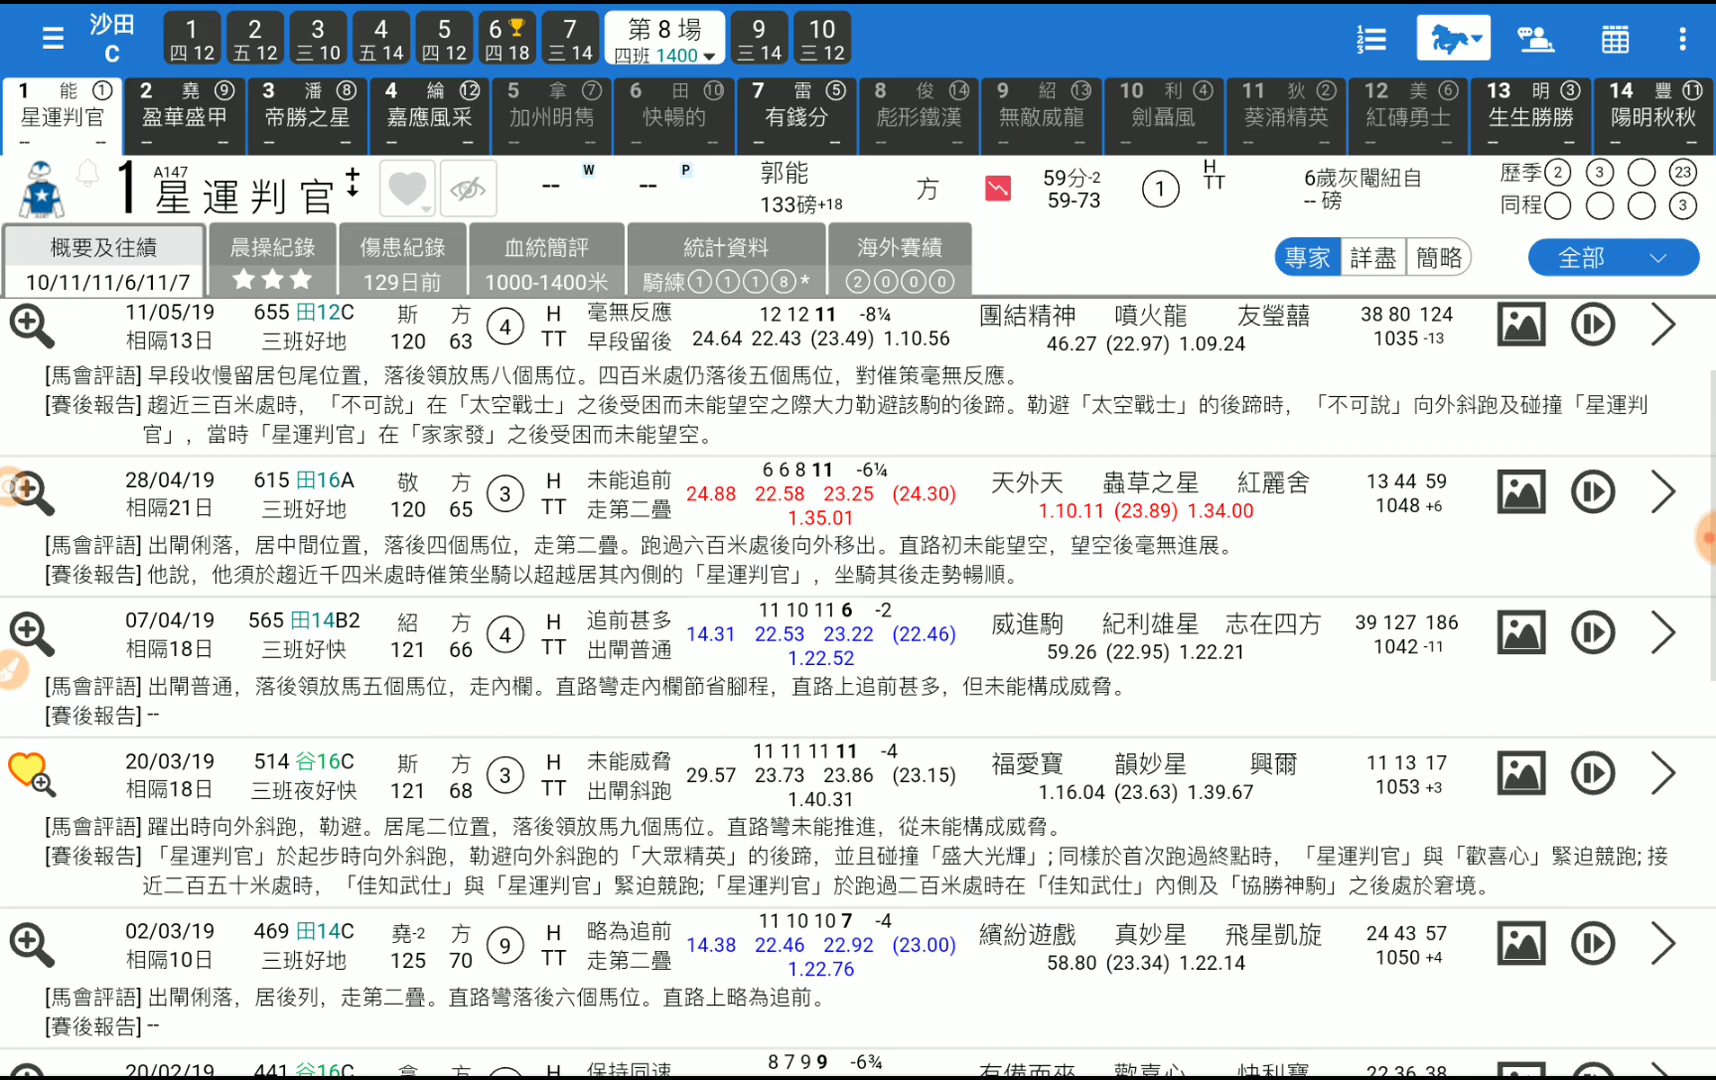 沙田 C
1 四 12
2 五 12
3 三 10
4 五 14
5 四 12
6 四 18
7 三 14
第 8 場 四班 1400
9 三 14
10 三 12
1 能 ① 星運判官 -- --
2 堯 ⑨ 盈華盛甲 -- --
3 潘 ⑧ 帝勝之星 -- --
4 綸 ⑫ 嘉應風采 -- --
5 拿 ⑦ 加州明雋 -- --
6 田 ⑩ 快暢的 -- --
7 雷 ⑤ 有錢分 -- --
8 俊 ⑭ 彪形鐵漢 -- --
9 紹 ⑬ 無敵威龍 -- --
10 利 ④ 劍聶風 -- --
11 狄 ② 葵涌精英 -- --
12 美 ⑥ 紅磚勇士 -- --
13 明 ③ 生生勝勝 -- --
14 豐 ⑪ 陽明秋秋 -- --
1 A147 星運判官
-- W -- P
郭能
133磅+18
方
59分-2
59-73
①
H
TT
6歲灰閹紐自
-- 磅
歷季 2 3 23
同程 3
概要及往績 10/11/11/6/11/7
晨操紀錄 ★★★
傷患紀錄 129日前
血統簡評 1000-1400米
統計資料 騎練①①①⑧*
海外賽績 ②⓪⓪⓪
專家 詳盡 簡略
全部
11/05/19 655 田12C 斯 方 ④ H 毫無反應 12 12 11 -8¼ 團結精神 噴火龍 友瑩囍 38 80 124
相隔13日 三班好地 120 63 TT 早段留後 24.64 22.43 (23.49) 1.10.56 46.27 (22.97) 1.09.24 1035 -13
[馬會評語] 早段收慢留居包尾位置，落後領放馬八個馬位。四百米處仍落後五個馬位，對催策毫無反應。
[賽後報告] 趨近三百米處時，「不可說」在「太空戰士」之後受困而未能望空之際大力勒避該駒的後蹄。勒避「太空戰士」的後蹄時，「不可說」向外斜跑及碰撞「星運判
官」，當時「星運判官」在「家家發」之後受困而未能望空。
28/04/19 615 田16A 敬 方 ③ H 未能追前 6 6 8 11 -6¼ 天外天 蟲草之星 紅麗舍 13 44 59
相隔21日 三班好地 120 65 TT 走第二疊 24.88 22.58 23.25 (24.30) 1.10.11 (23.89) 1.34.00 1048 +6
1.35.01
[馬會評語] 出閘俐落，居中間位置，落後四個馬位，走第二疊。跑過六百米處後向外移出。直路初未能望空，望空後毫無進展。
[賽後報告] 他說，他須於趨近千四米處時催策坐騎以超越居其內側的「星運判官」，坐騎其後走勢暢順。
07/04/19 565 田14B2 紹 方 ④ H 追前甚多 11 10 11 6 -2 威進駒 紀利雄星 志在四方 39 127 186
相隔18日 三班好快 121 66 TT 出閘普通 14.31 22.53 23.22 (22.46) 59.26 (22.95) 1.22.21 1042 -11
1.22.52
[馬會評語] 出閘普通，落後領放馬五個馬位，走內欄。直路彎走內欄節省腳程，直路上追前甚多，但未能構成威脅。
[賽後報告] --
20/03/19 514 谷16C 斯 方 ③ H 未能威脅 11 11 11 11 -4 福愛寶 韻妙星 興爾 11 13 17
相隔18日 三班夜好快 121 68 TT 出閘斜跑 29.57 23.73 23.86 (23.15) 1.16.04 (23.63) 1.39.67 1053 +3
1.40.31
[馬會評語] 躍出時向外斜跑，勒避。居尾二位置，落後領放馬九個馬位。直路彎未能推進，從未能構成威脅。
[賽後報告] 「星運判官」於起步時向外斜跑，勒避向外斜跑的「大眾精英」的後蹄，並且碰撞「盛大光輝」; 同樣於首次跑過終點時，「星運判官」與「歡喜心」緊迫競跑; 接
近二百五十米處時，「佳知武仕」與「星運判官」緊迫競跑;「星運判官」於跑過二百米處時在「佳知武仕」內側及「協勝神駒」之後處於窘境。
02/03/19 469 田14C 堯-2 方 ⑨ H 略為追前 11 10 10 7 -4 繽紛遊戲 真妙星 飛星凱旋 24 43 57
相隔10日 三班好地 125 70 TT 走第二疊 14.38 22.46 22.92 (23.00) 58.80 (23.34) 1.22.14 1050 +4
1.22.76
[馬會評語] 出閘俐落，居後列，走第二疊。直路彎落後六個馬位。直路上略為追前。
[賽後報告] --
20/02/19 441 谷16C 拿 方 H 保持同速 8 7 9 9 -6¾ 有備而來 歡喜心 快利寶 22 36 38